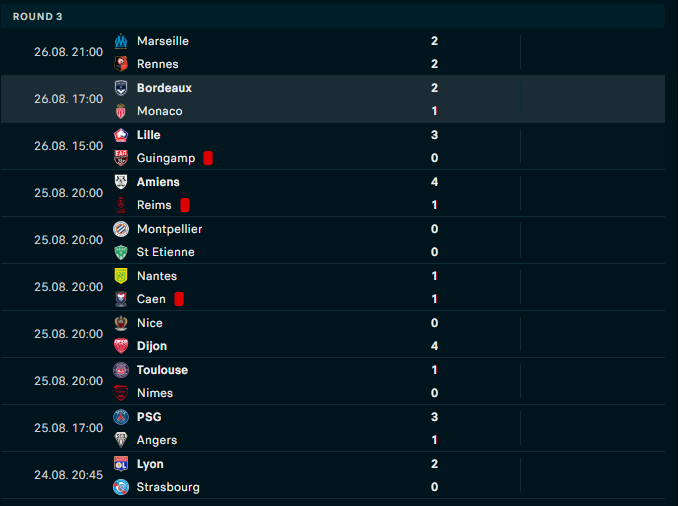 ROUND 3
26.08. 21:00 Marseille 2
Rennes 2
26.08. 17:00 Bordeaux 2
Monaco 1
26.08. 15:00 Lille 3
Guingamp 0
25.08. 20:00 Amiens 4
Reims 1
25.08. 20:00 Montpellier 0
St Etienne 0
25.08. 20:00 Nantes 1
Caen 1
25.08. 20:00 Nice 0
Dijon 4
25.08. 20:00 Toulouse 1
Nimes 0
25.08. 17:00 PSG 3
Angers 1
24.08. 20:45 Lyon 2
Strasbourg 0